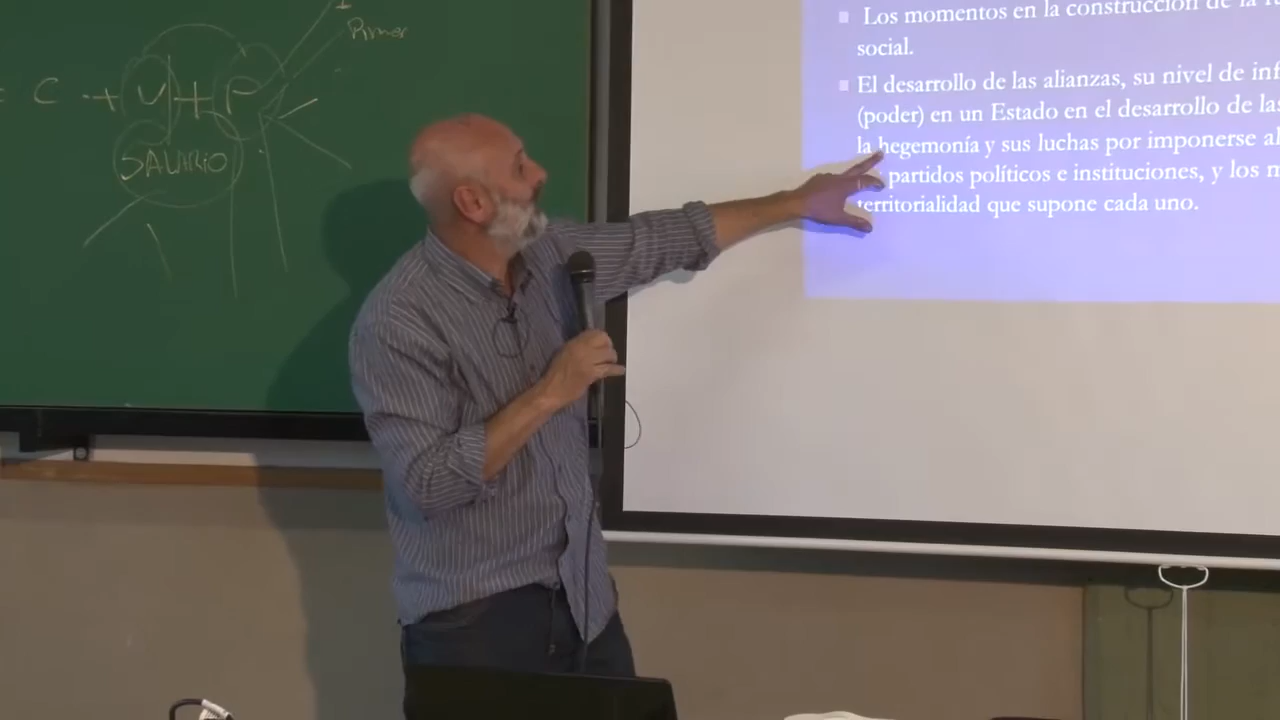 = C + V + P
SALARIO
Los momentos en la construcción de la
social.
El desarrollo de las alianzas, su nivel de
(poder) en un Estado en el desarrollo de las
la hegemonía y sus luchas por imponerse
partidos políticos e instituciones, y los
territorialidad que supone cada uno.